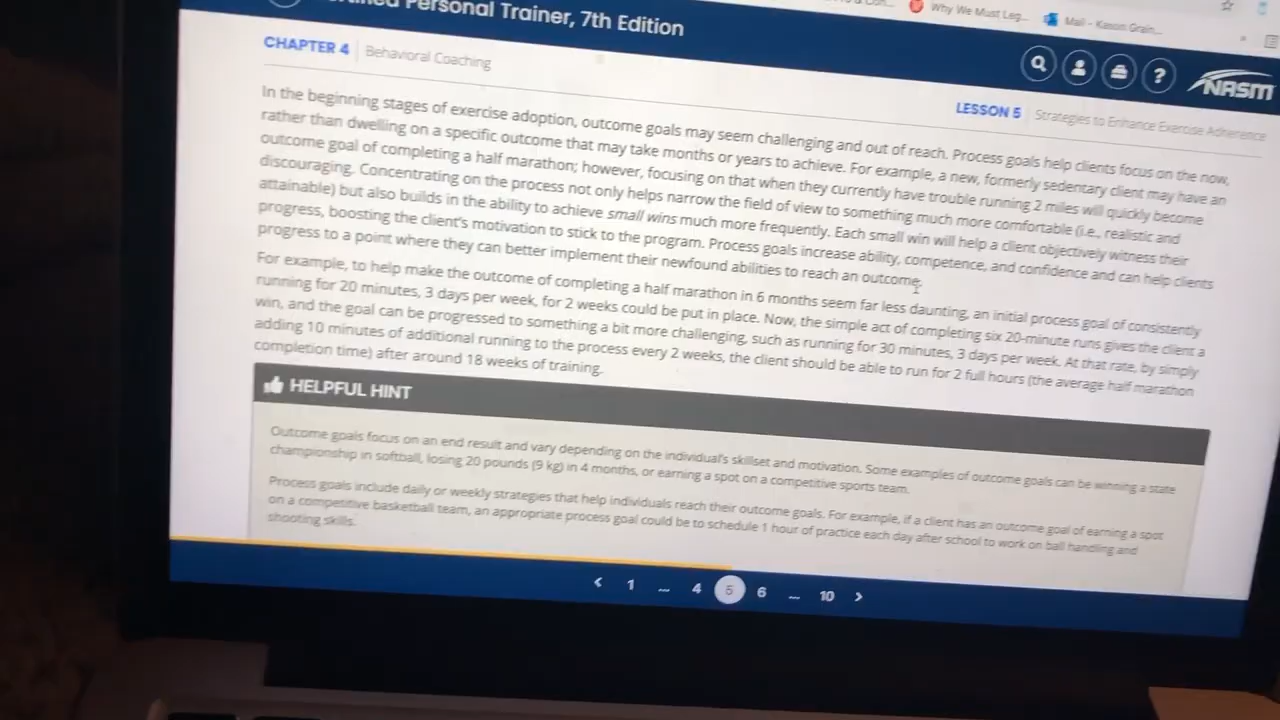 Personal Trainer, 7th Edition
Why We Must Leg...
Mail - Kason Grain...
CHAPTER 4 | Behavioral Coaching
? NASM
LESSON 5 | Strategies to Enhance Exercise Adherence
In the beginning stages of exercise adoption, outcome goals may seem challenging and out of reach. Process goals help clients focus on the now,
rather than dwelling on a specific outcome that may take months or years to achieve. For example, a new, formerly sedentary client may have an
outcome goal of completing a half marathon; however, focusing on that when they currently have trouble running 2 miles will quickly become
discouraging. Concentrating on the process not only helps narrow the field of view to something much more comfortable (i.e., realistic and
attainable) but also builds in the ability to achieve small wins much more frequently. Each small win will help a client objectively witness their
progress, boosting the client's motivation to stick to the program. Process goals increase ability, competence, and confidence and can help clients
progress to a point where they can better implement their newfound abilities to reach an outcome.
For example, to help make the outcome of completing a half marathon in 6 months seem far less daunting, an initial process goal of consistently
running for 20 minutes, 3 days per week, for 2 weeks could be put in place. Now, the simple act of completing six 20-minute runs gives the client a
win, and the goal can be progressed to something a bit more challenging, such as running for 30 minutes, 3 days per week. At that rate, by simply
adding 10 minutes of additional running to the process every 2 weeks, the client should be able to run for 2 full hours (the average half marathon
completion time) after around 18 weeks of training.
HELPFUL HINT
Outcome goals focus on an end result and vary depending on the individual's skillset and motivation. Some examples of outcome goals can be winning a state
championship in softball, losing 20 pounds (9 kg) in 4 months, or earning a spot on a competitive sports team.
Process goals include daily or weekly strategies that help individuals reach their outcome goals. For example, if a client has an outcome goal of earning a spot
on a competitive basketball team, an appropriate process goal could be to schedule 1 hour of practice each day after school to work on ball handling and
shooting skills.
< 1 ... 4 5 6 ... 10 >